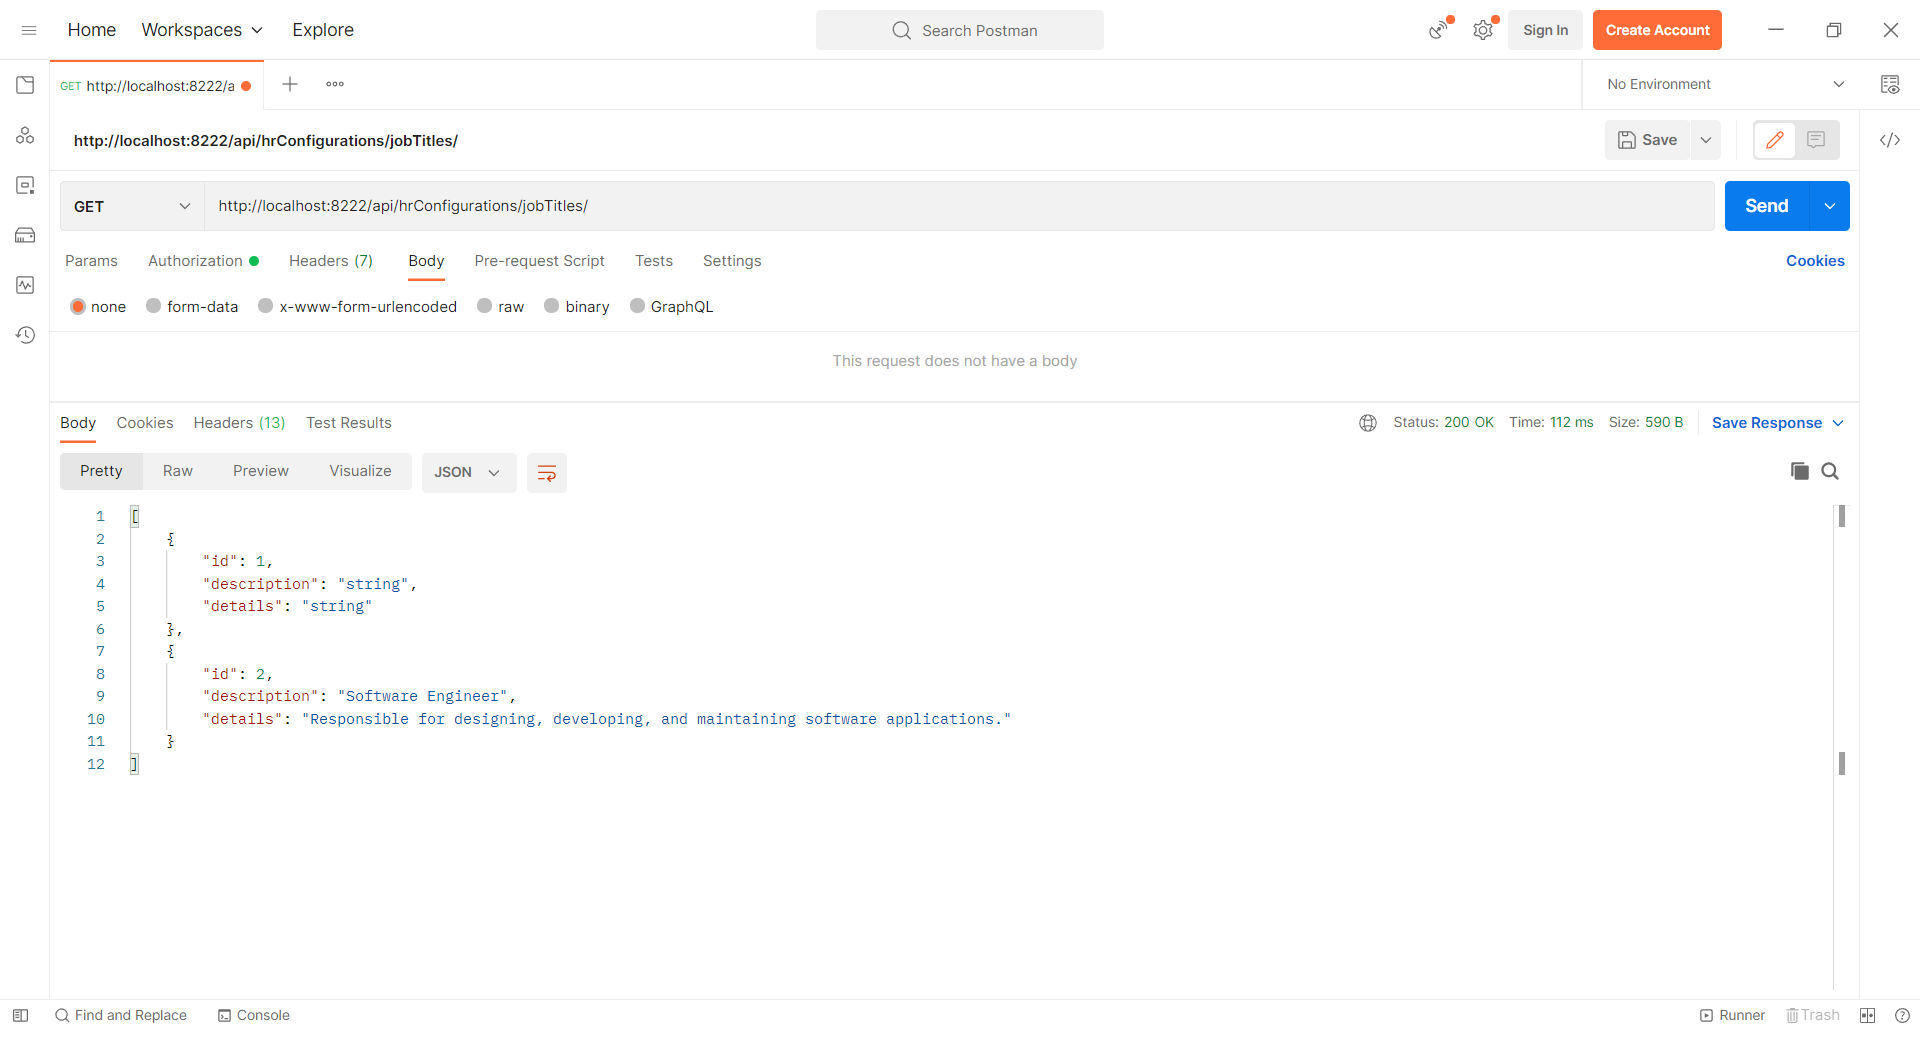 Home Workspaces Explore Search Postman Sign In Create Account
GET http://localhost:8222/a No Environment
http://localhost:8222/api/hrConfigurations/jobTitles/ Save
GET http://localhost:8222/api/hrConfigurations/jobTitles/ Send
Params Authorization Headers (7) Body Pre-request Script Tests Settings Cookies
none form-data x-www-form-urlencoded raw binary GraphQL
This request does not have a body
Body Cookies Headers (13) Test Results Status: 200 OK Time: 112 ms Size: 590 B Save Response
Pretty Raw Preview Visualize JSON
1 [
2 {
3 "id": 1,
4 "description": "string",
5 "details": "string"
6 },
7 {
8 "id": 2,
9 "description": "Software Engineer",
10 "details": "Responsible for designing, developing, and maintaining software applications."
11 }
12 ]
Find and Replace Console Runner Trash